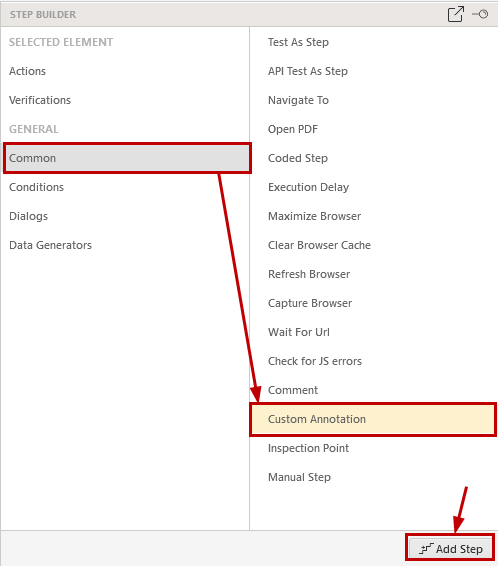 STEP BUILDER
SELECTED ELEMENT
Actions
Verifications
GENERAL
Common
Conditions
Dialogs
Data Generators
Test As Step
API Test As Step
Navigate To
Open PDF
Coded Step
Execution Delay
Maximize Browser
Clear Browser Cache
Refresh Browser
Capture Browser
Wait For Url
Check for JS errors
Comment
Custom Annotation
Inspection Point
Manual Step
Add Step